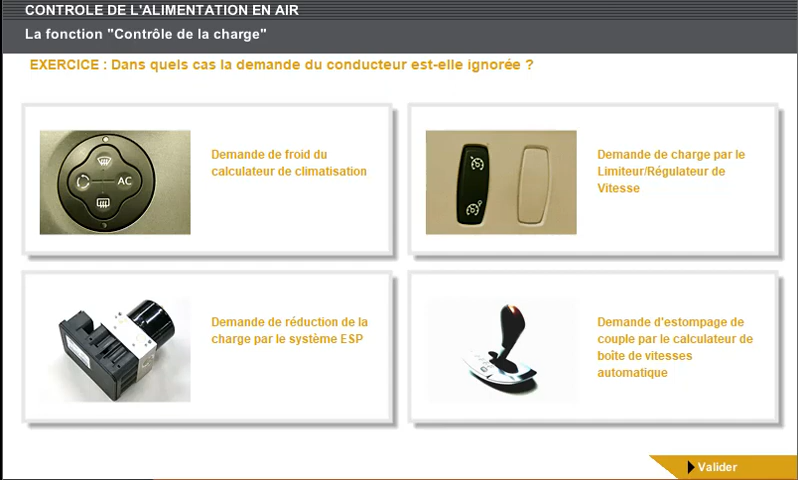 CONTROLE DE L'ALIMENTATION EN AIR
La fonction "Contrôle de la charge"
EXERCICE : Dans quels cas la demande du conducteur est-elle ignorée ?
AC
Demande de froid du
calculateur de climatisation
Demande de charge par le
Limiteur/Régulateur de
Vitesse
Demande de réduction de la
charge par le système ESP
Demande d'estompage de
couple par le calculateur de
boîte de vitesses
automatique
Valider